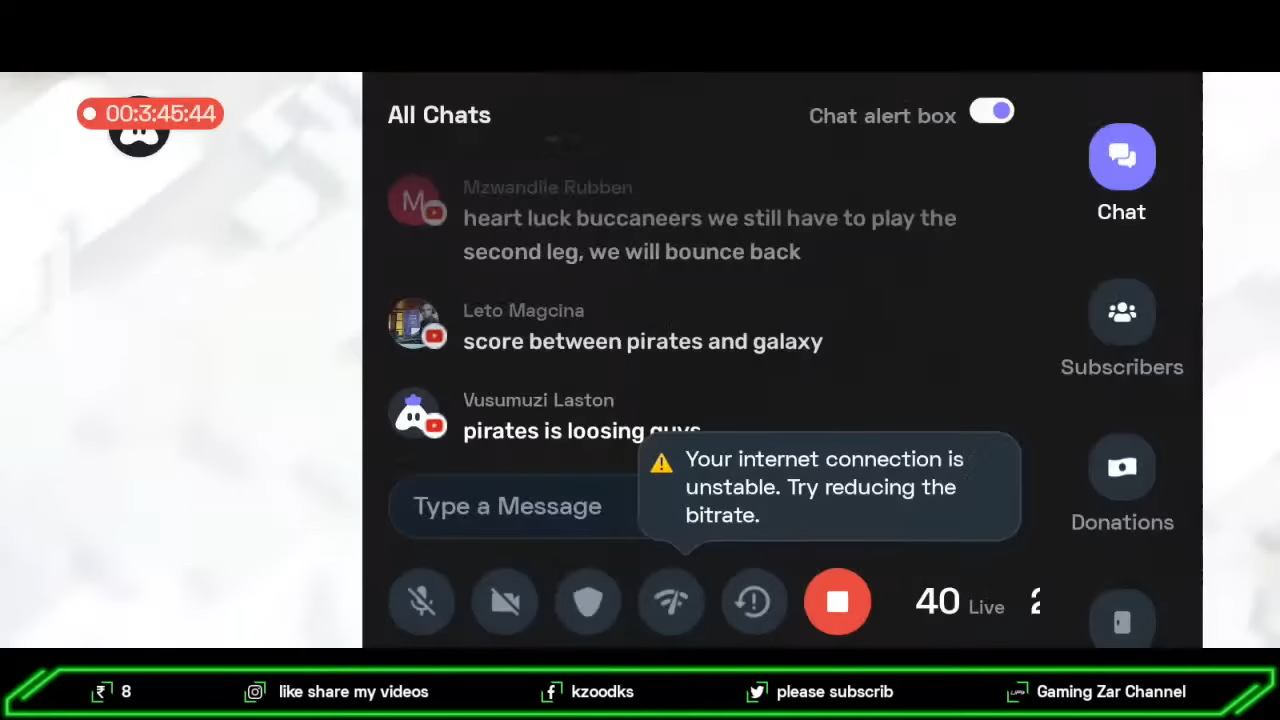 00:3:45:44
All Chats
Chat alert box
Chat
Mzwandile Rubben
M
heart luck buccaneers we still have to play the
second leg, we will bounce back
Leto Magcina
score between pirates and galaxy
Subscribers
Vusumuzi Laston
pirates is loosing guys
Your internet connection is
unstable. Try reducing the
bitrate.
Type a Message
Donations
40 Live
₹ 8
like share my videos
kzoodks
please subscrib
Gaming Zar Channel